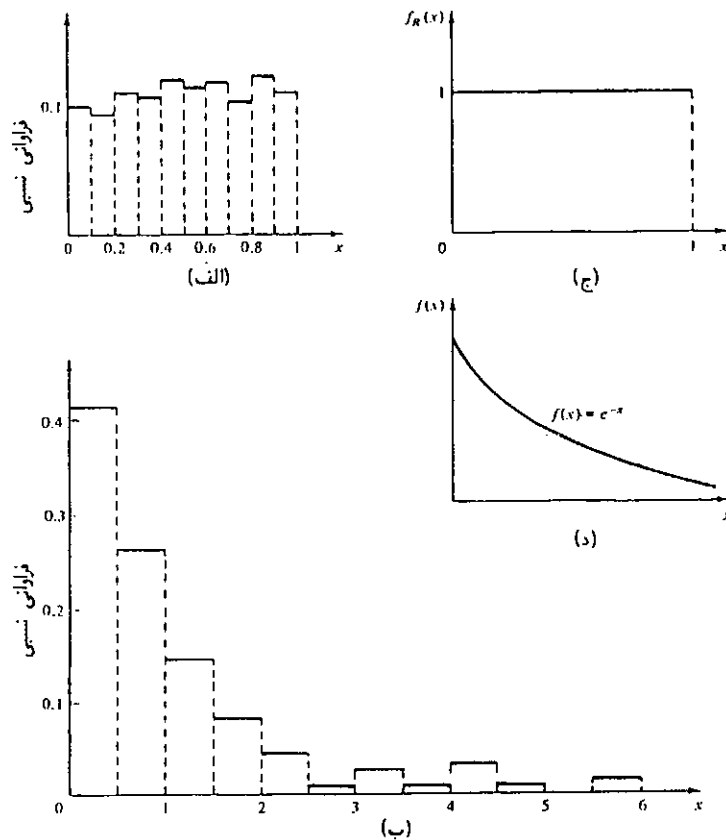 f_R(x)
فراوانی نسبی
0.1
0 0.2 0.4 0.6 0.8 1 x
(الف)
1
0 1 x
(ج)
f(x)
f(x) = e^{-x}
(د)
فراوانی نسبی
0.4
0.3
0.2
0.1
0 1 2 3 4 5 6 x
(ب)